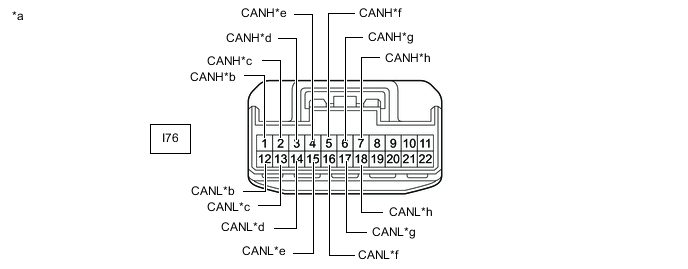 *a
CANH*e
CANH*f
CANH*d
CANH*g
CANH*c
CANH*h
CANH*b
I76
1 2 3 4 5 6 7 8 9 10 11
12 13 14 15 16 17 18 19 20 21 22
CANL*b
CANL*c
CANL*h
CANL*d
CANL*g
CANL*e
CANL*f